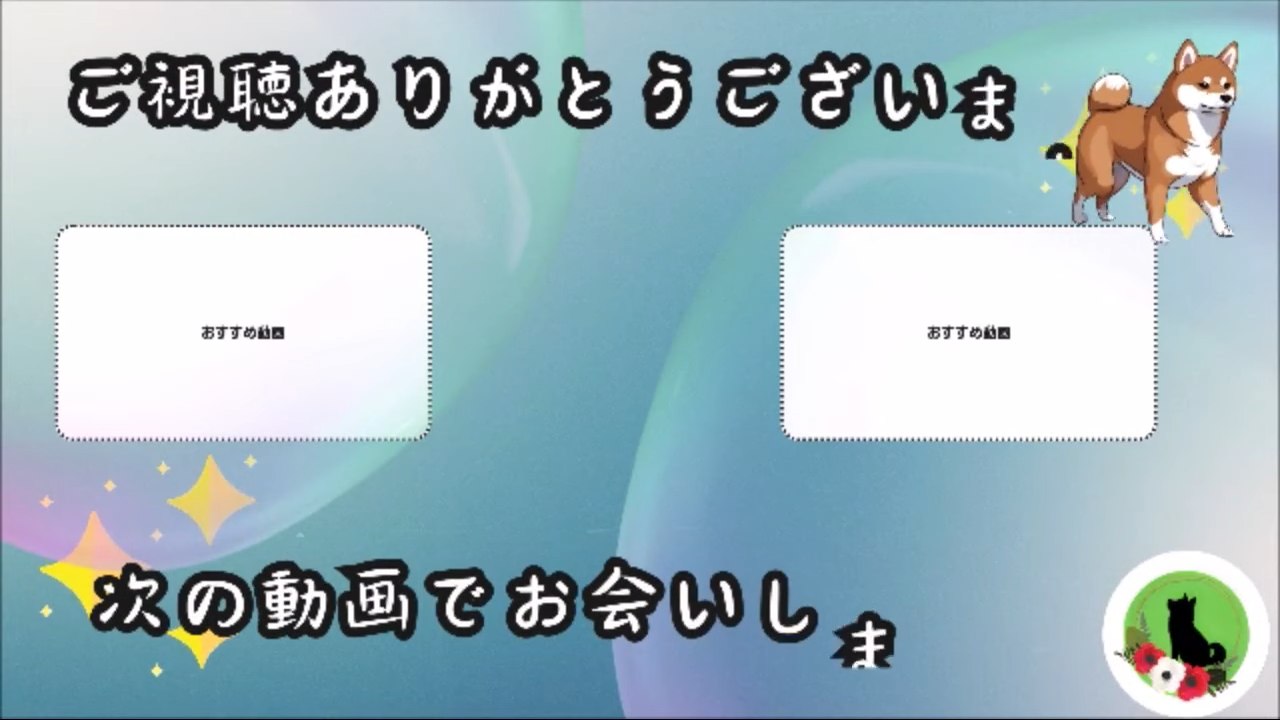 ご視聴ありがとうございま
おすすめ動画
おすすめ動画
次の動画でお会いしま